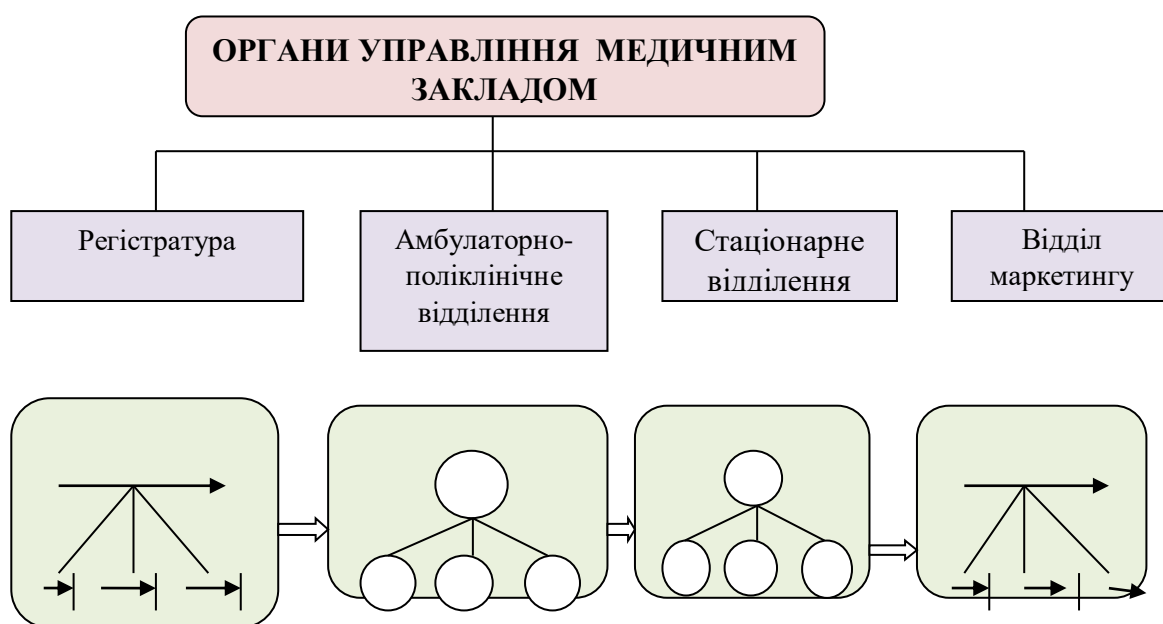 ОРГАНИ УПРАВЛІННЯ МЕДИЧНИМ
ЗАКЛАДОМ
Регістратура
Амбулаторно-
поліклінічне
відділення
Стаціонарне
відділення
Відділ
маркетингу